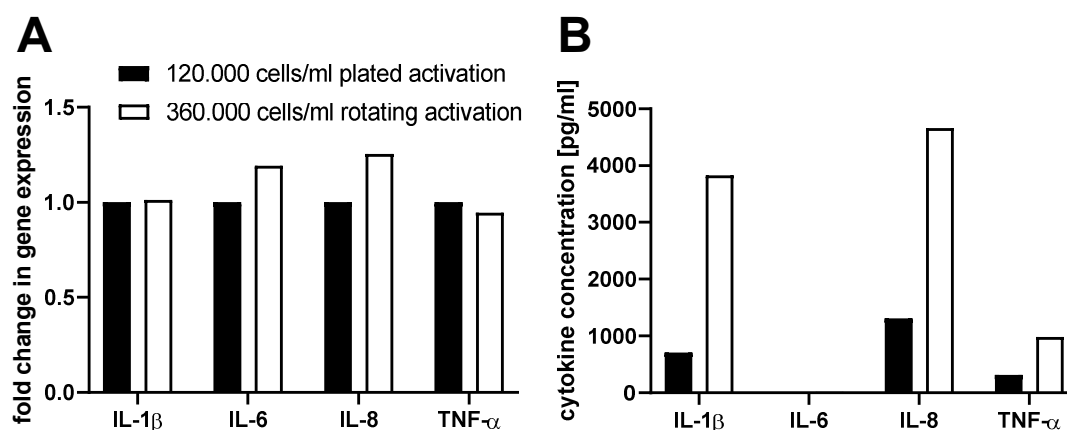 A
120.000 cells/ml plated activation
360.000 cells/ml rotating activation
fold change in gene expression
1.5
1.0
0.5
0.0
IL-1β IL-6 IL-8 TNF-α
B
cytokine concentration [pg/ml]
5000
4000
3000
2000
1000
0
IL-1β IL-6 IL-8 TNF-α